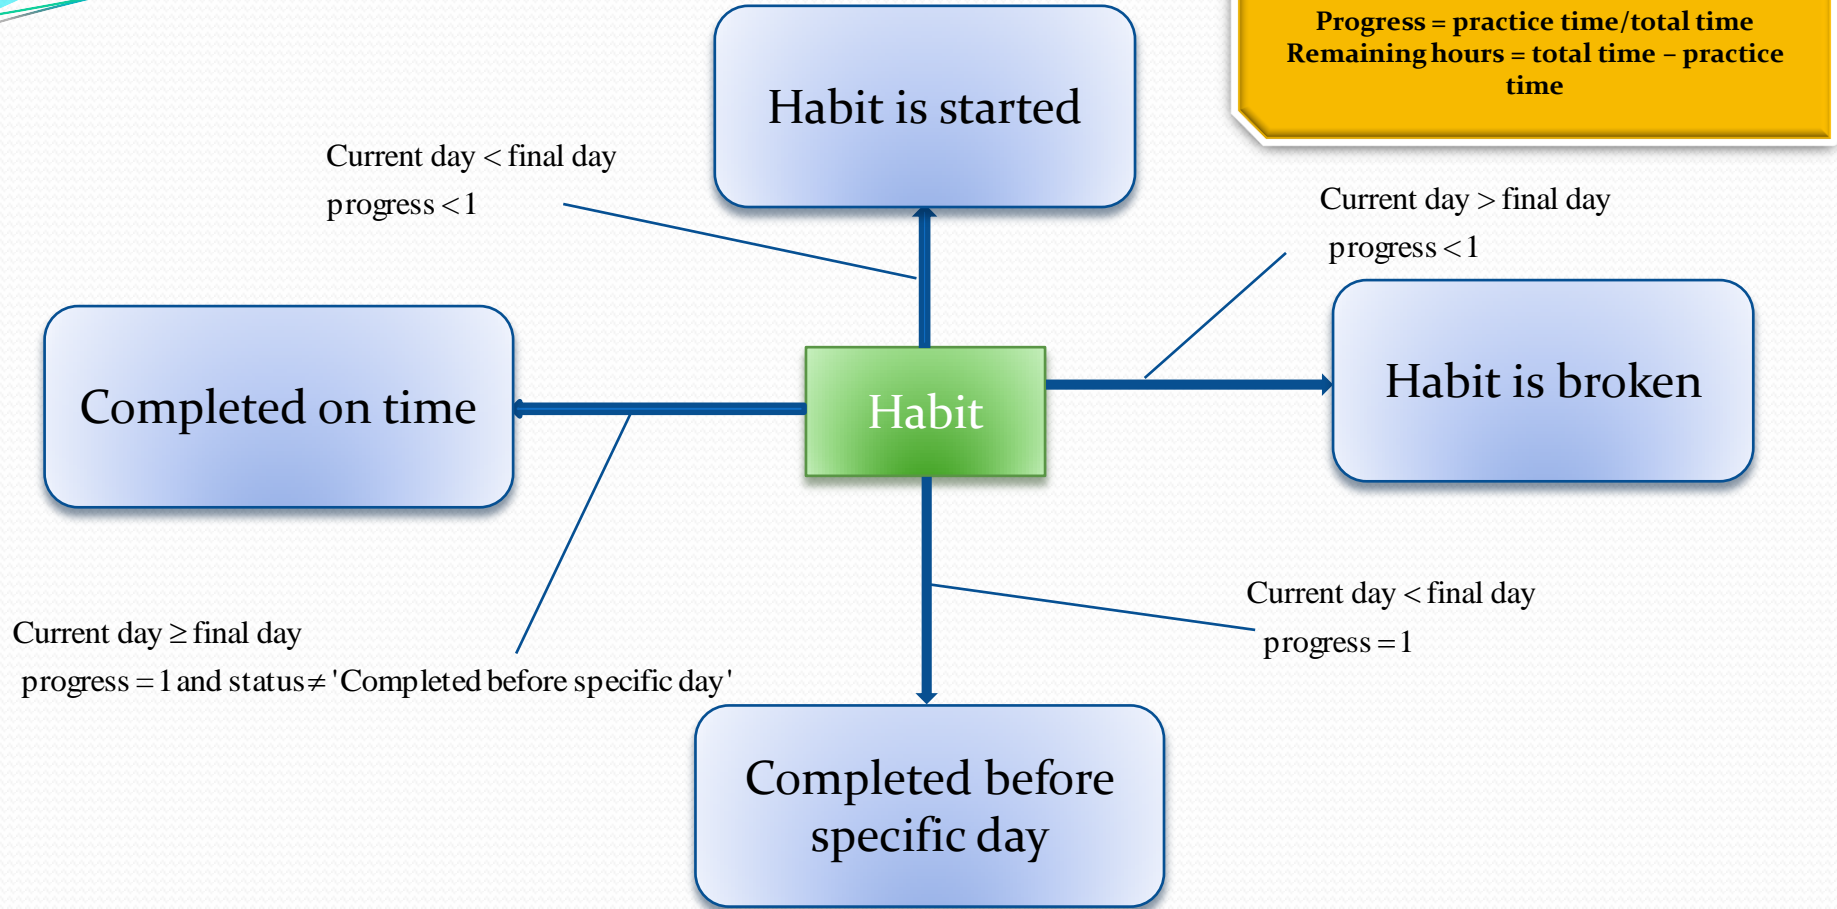 Progress = practice time/total time
Remaining hours = total time – practice
time
Habit is started
Current day < final day
progress < 1
Current day > final day
progress < 1
Completed on time
Habit
Habit is broken
Current day ≥ final day
progress = 1 and status ≠ 'Completed before specific day'
Current day < final day
progress = 1
Completed before
specific day